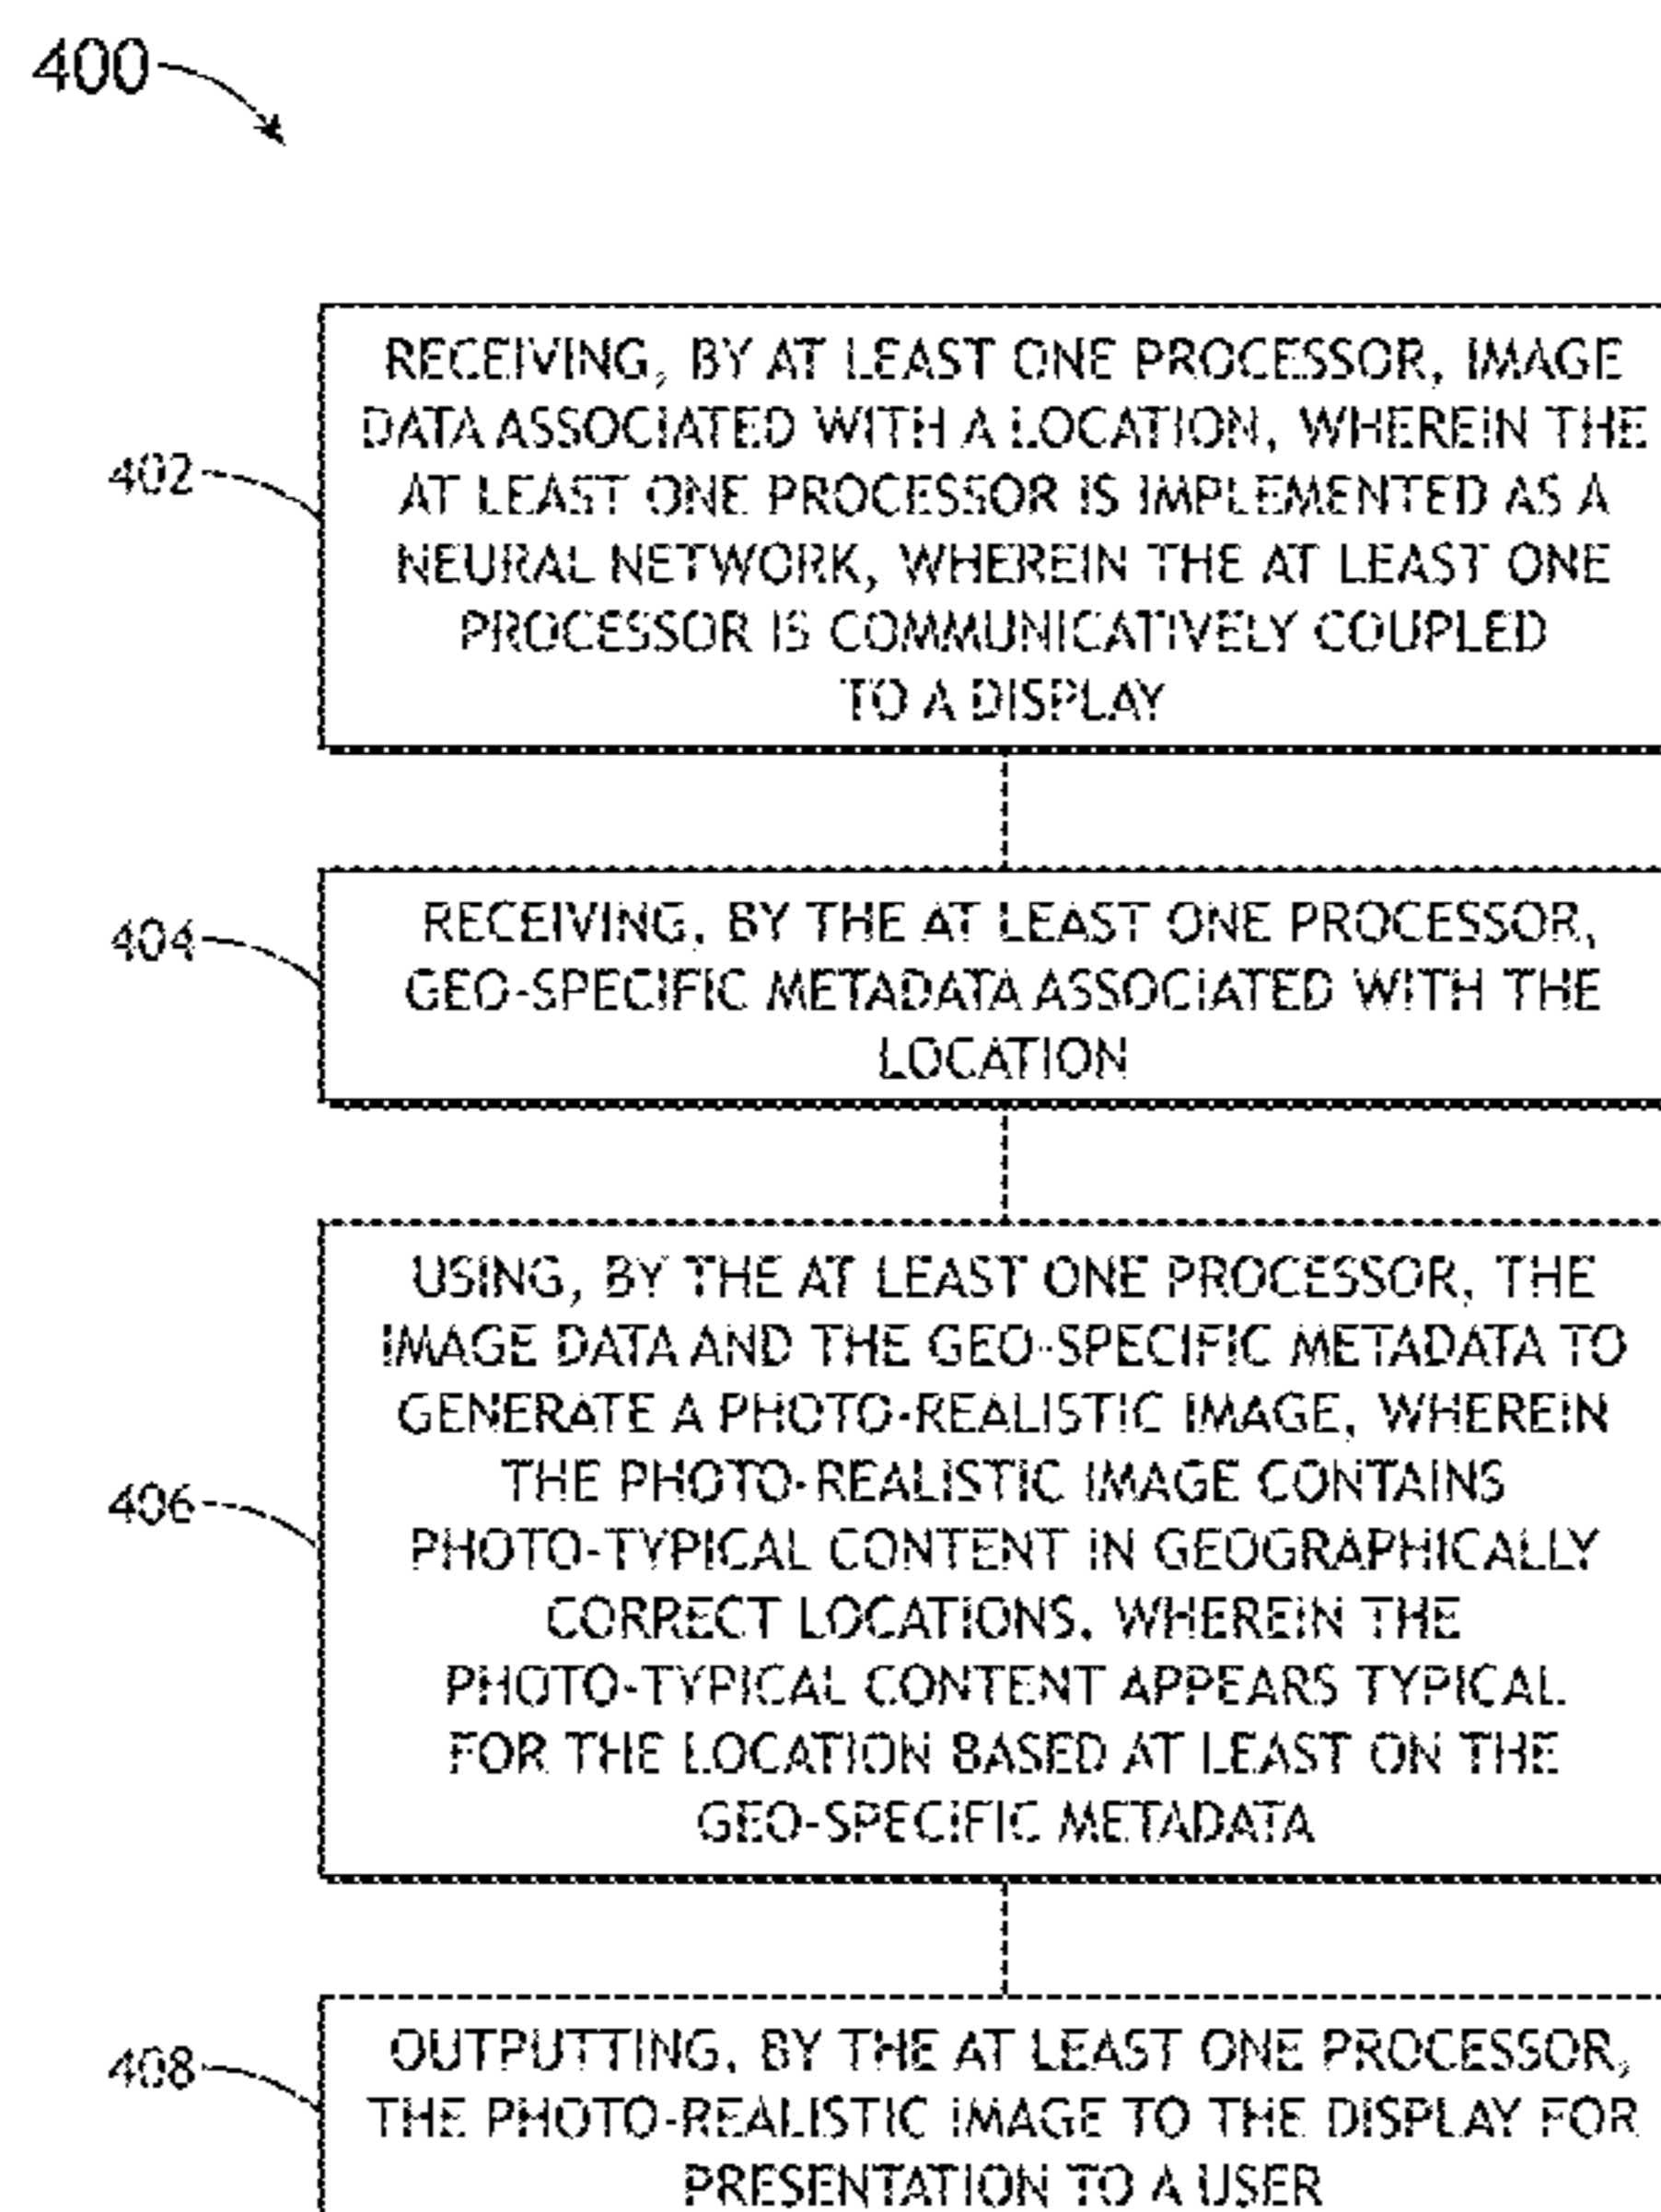 400
402
RECEIVING, BY AT LEAST ONE PROCESSOR, IMAGE
DATA ASSOCIATED WITH A LOCATION, WHEREIN THE
AT LEAST ONE PROCESSOR IS IMPLEMENTED AS A
NEURAL NETWORK, WHEREIN THE AT LEAST ONE
PROCESSOR IS COMMUNICATIVELY COUPLED
TO A DISPLAY
404
RECEIVING, BY THE AT LEAST ONE PROCESSOR,
GEO-SPECIFIC METADATA ASSOCIATED WITH THE
LOCATION
406
USING, BY THE AT LEAST ONE PROCESSOR, THE
IMAGE DATA AND THE GEO-SPECIFIC METADATA TO
GENERATE A PHOTO-REALISTIC IMAGE, WHEREIN
THE PHOTO-REALISTIC IMAGE CONTAINS
PHOTO-TYPICAL CONTENT IN GEOGRAPHICALLY
CORRECT LOCATIONS, WHEREIN THE
PHOTO-TYPICAL CONTENT APPEARS TYPICAL
FOR THE LOCATION BASED AT LEAST ON THE
GEO-SPECIFIC METADATA
408
OUTPUTTING, BY THE AT LEAST ONE PROCESSOR,
THE PHOTO-REALISTIC IMAGE TO THE DISPLAY FOR
PRESENTATION TO A USER